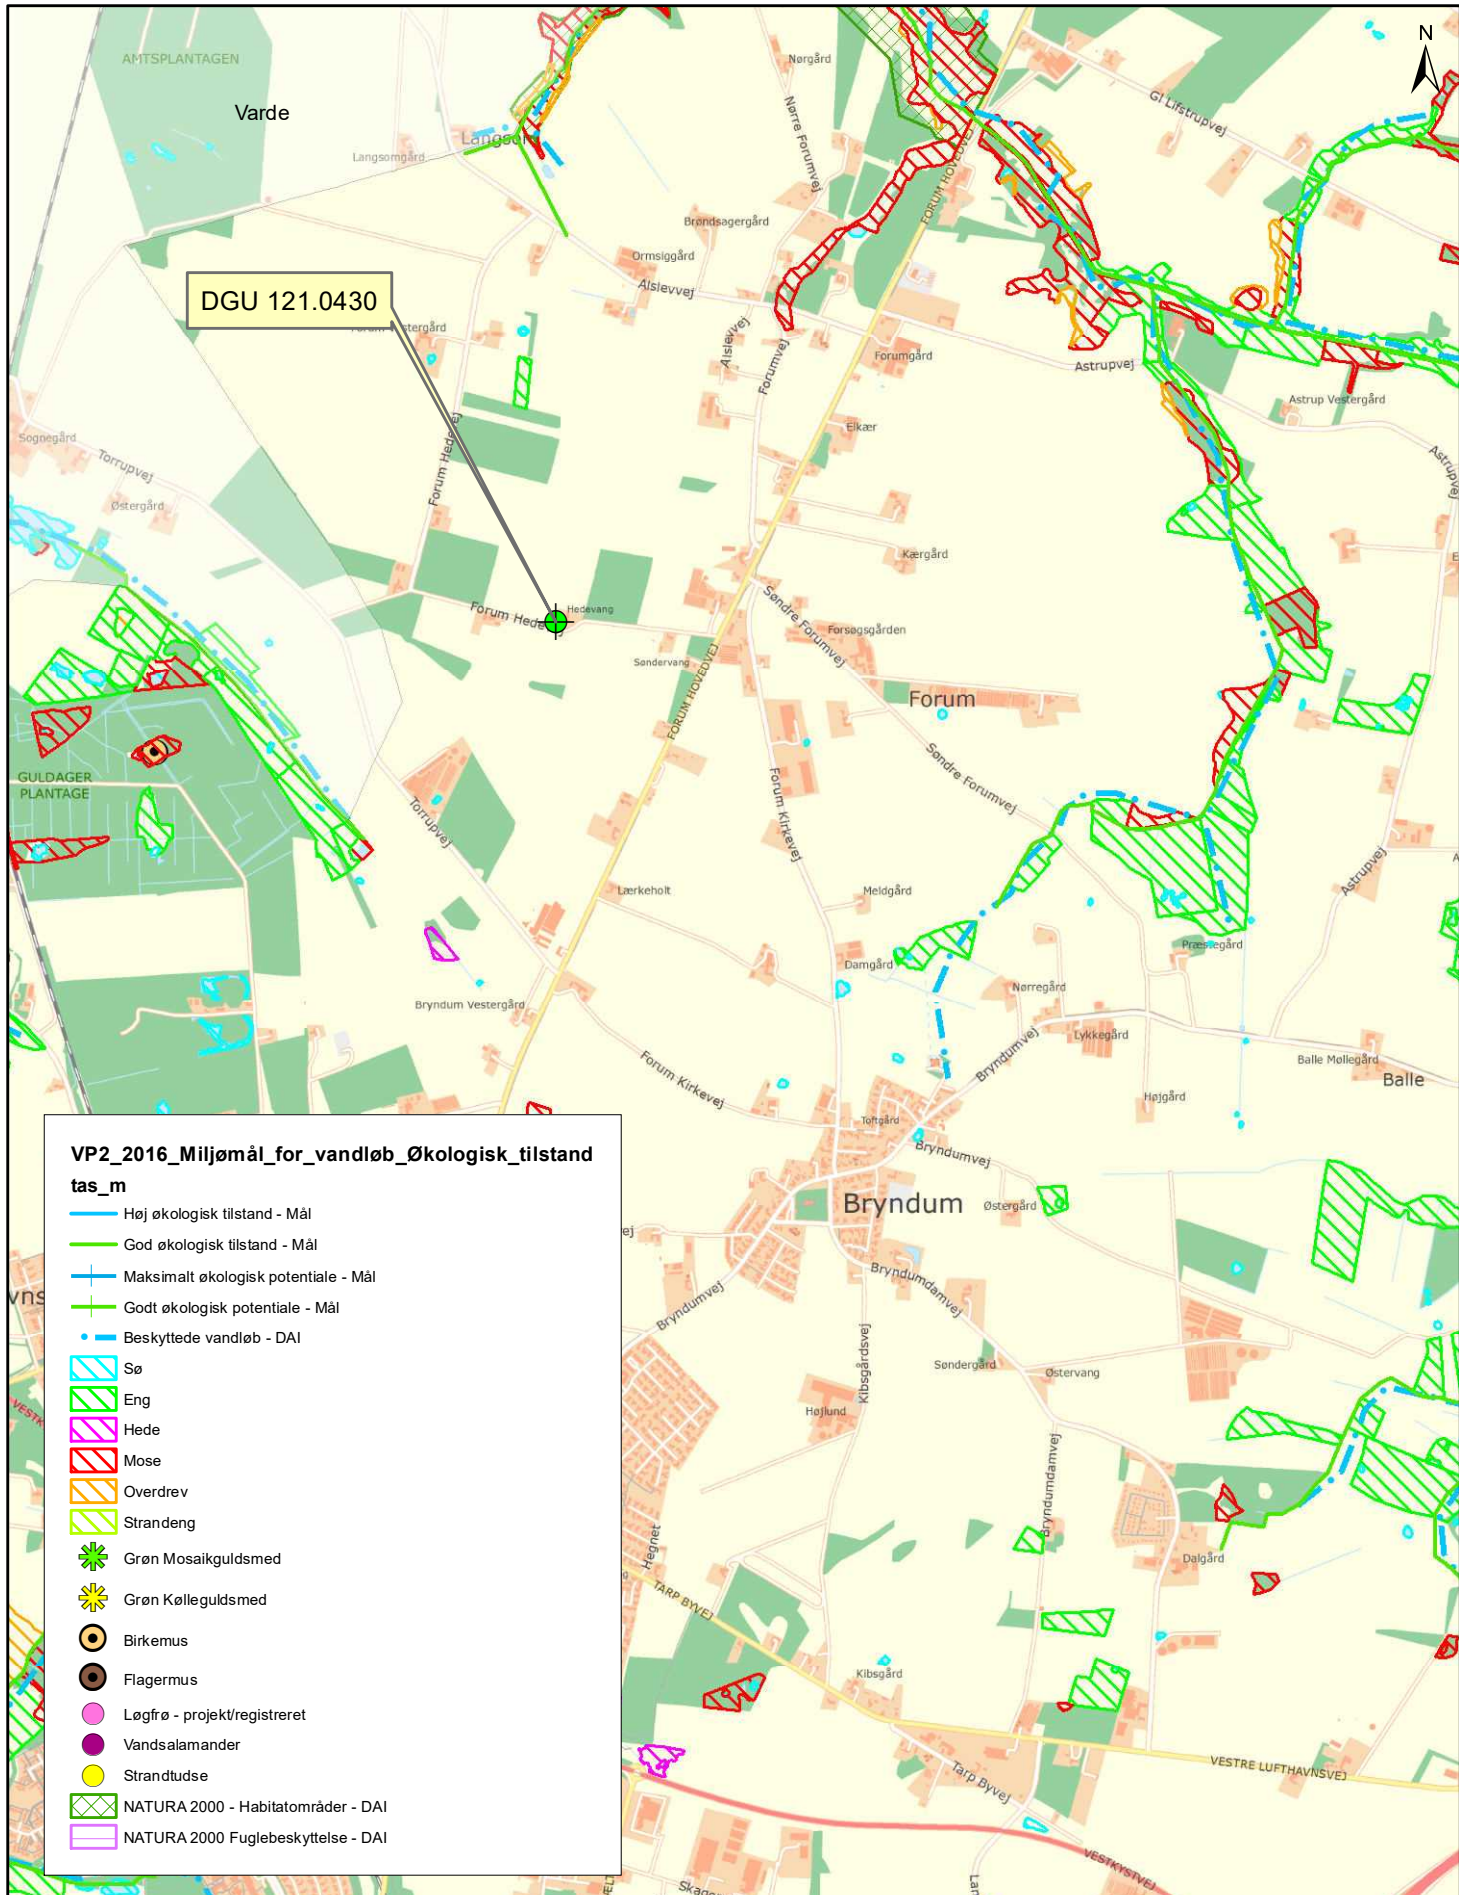 AMTSPLANTAGEN
Varde
Langsom
Langsomgård
Nørgård
Nørre Forumvej
N
Gl Lifstrupvej
FORUM HOVEDVEJ
Brøndsagergård
Ormsiggård
Alslevvej
DGU 121.0430
Alslevvej
Forumvej
Forumgård
Astrupvej
Astrup Vestergård
Astrupvej
Sognegård
Torrupvej
Østergård
Forum Hedevej
Elkær
Kærgård
Forum Hede
Hedevang
Søndre Forumvej
Forsøgsgården
Søndervang
FORUM HOVEDVEJ
Forum
GULDAGER
PLANTAGE
Torrupvej
Forum Kirkevej
Søndre Forumvej
Astrupvej
Lærkeholt
Meldgård
Præstegård
Damgård
Nørregård
Bryndum Vestergård
Lykkegård
Bryndumvej
Balle Møllegård
Balle
Forum Kirkevej
Højgård
Toftgård
Bryndumvej
Bryndum
Østergård
Bryndumvej
Bryndumdamvej
Kibsgårdsvej
Søndergård
Østervang
Højlund
Bryndumdamvej
Hegnet
Dalgård
TARP BYVEJ
Kibsgård
VESTRE LUFTHAVNSVEJ
Tarp Byvej
VESTKYSTVEJ
VP2_2016_Miljømål_for_vandløb_Økologisk_tilstand
tas_m
Høj økologisk tilstand - Mål
God økologisk tilstand - Mål
Maksimalt økologisk potentiale - Mål
Godt økologisk potentiale - Mål
Beskyttede vandløb - DAI
Sø
Eng
Hede
Mose
Overdrev
Strandeng
Grøn Mosaikguldsmed
Grøn Kølleguldsmed
Birkemus
Flagermus
Løgfrø - projekt/registreret
Vandsalamander
Strandtudse
NATURA 2000 - Habitatområder - DAI
NATURA 2000 Fuglebeskyttelse - DAI